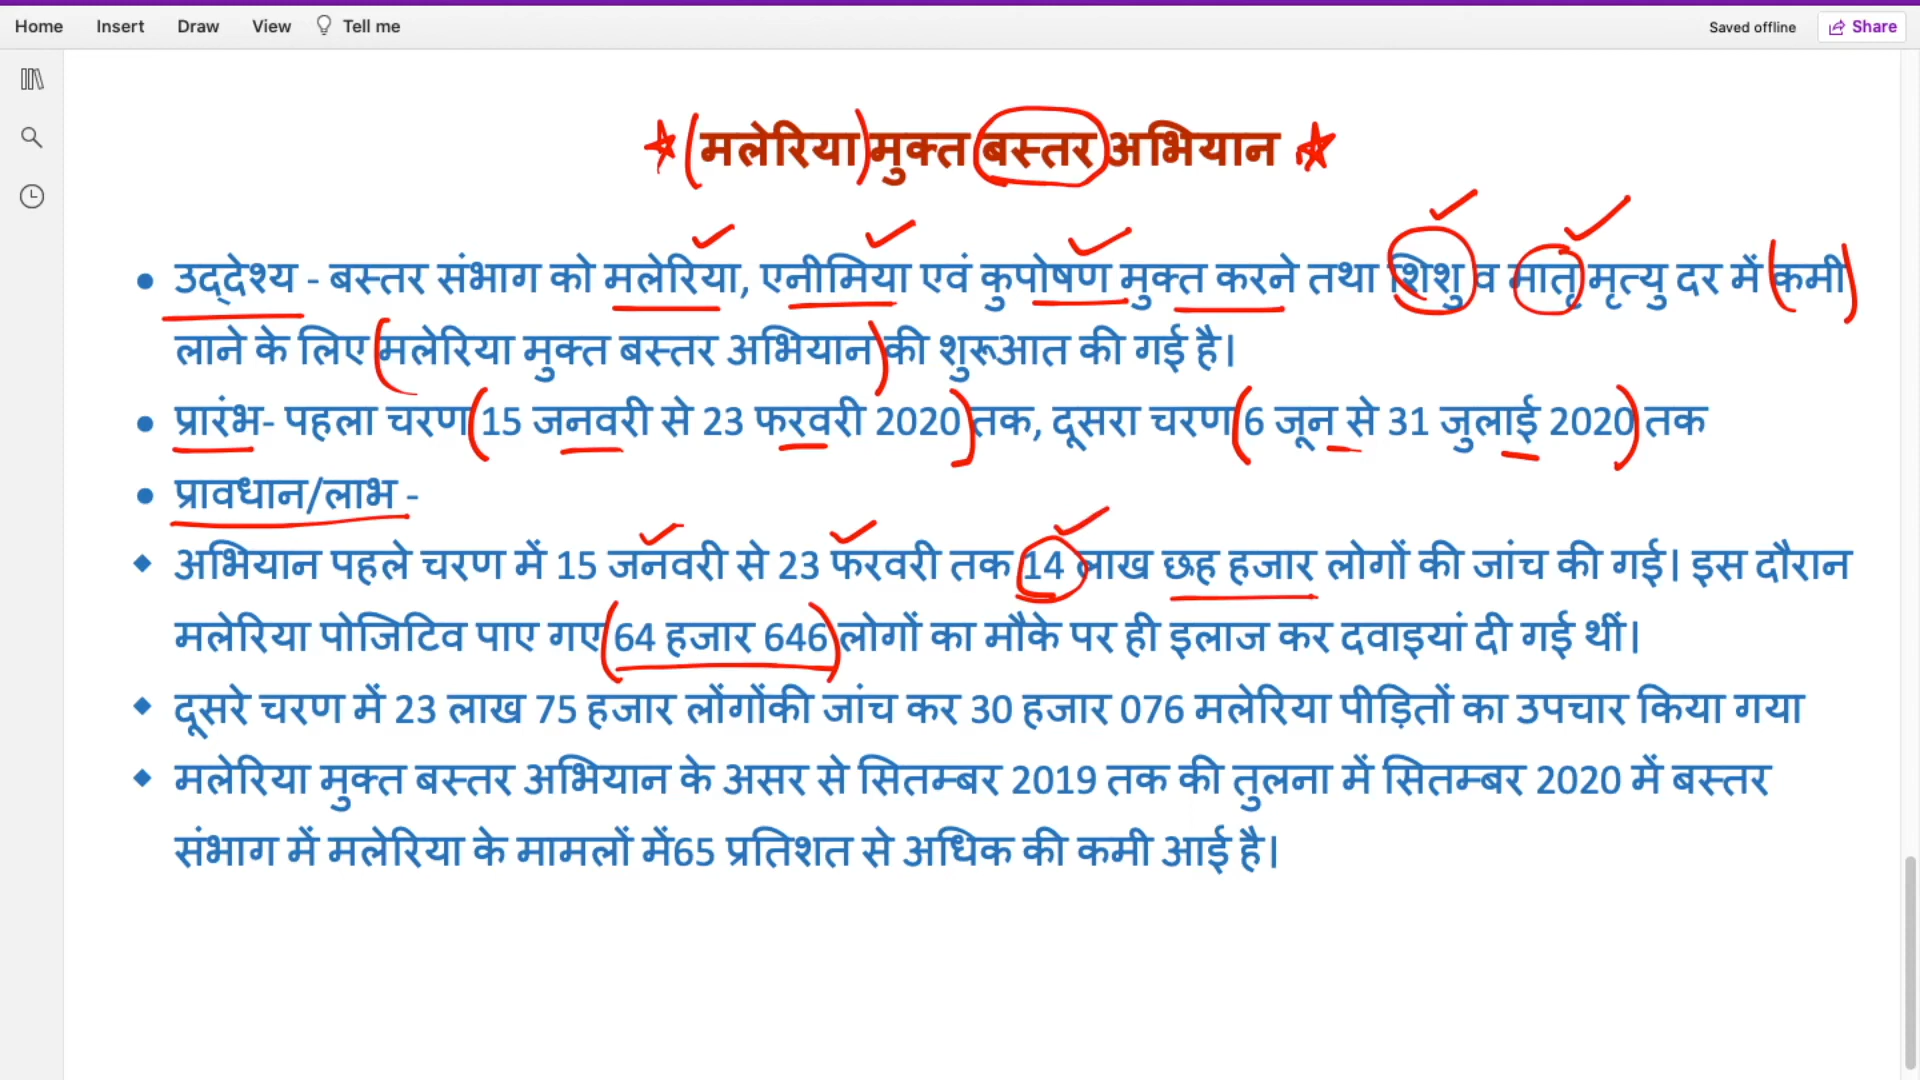 Home Insert Draw View Tell me Saved offline Share
(मलेरिया) मुक्त बस्तर अभियान
उद्देश्य - बस्तर संभाग को मलेरिया, एनीमिया एवं कुपोषण मुक्त करने तथा शिशु व मातृ मृत्यु दर में (कमी)
लाने के लिए (मलेरिया मुक्त बस्तर अभियान) की शुरूआत की गई है।
प्रारंभ- पहला चरण (15 जनवरी से 23 फरवरी 2020) तक, दूसरा चरण (6 जून से 31 जुलाई 2020) तक
प्रावधान/लाभ -
अभियान पहले चरण में 15 जनवरी से 23 फरवरी तक 14 लाख छह हजार लोगों की जांच की गई। इस दौरान
मलेरिया पोजिटिव पाए गए (64 हजार 646) लोगों का मौके पर ही इलाज कर दवाइयां दी गई थीं।
दूसरे चरण में 23 लाख 75 हजार लोंगोंकी जांच कर 30 हजार 076 मलेरिया पीड़ितों का उपचार किया गया
मलेरिया मुक्त बस्तर अभियान के असर से सितम्बर 2019 तक की तुलना में सितम्बर 2020 में बस्तर
संभाग में मलेरिया के मामलों में65 प्रतिशत से अधिक की कमी आई है।